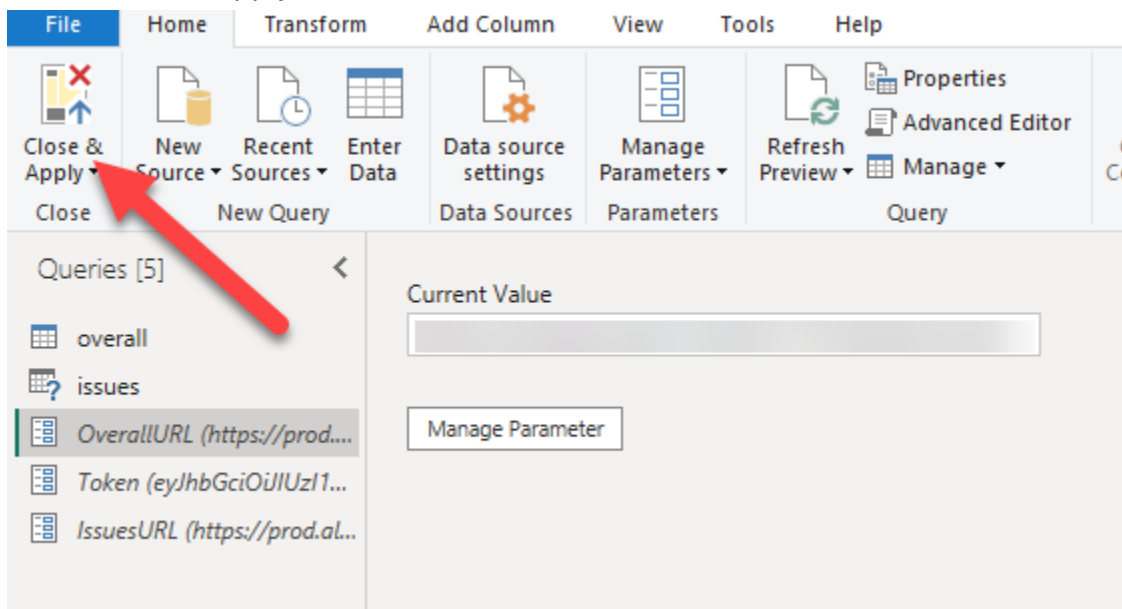 File Home Transform Add Column View Tools Help
Close & Apply
New Source
Recent Sources
Enter Data
Data source settings
Manage Parameters
Refresh Preview
Properties
Advanced Editor
Manage
Close
New Query
Data Sources
Parameters
Query
Queries [5]
overall
issues
OverallURL (https://prod....
Token (eyJhbGciOiJIUzI1...
IssuesURL (https://prod.al...
Current Value
Manage Parameter